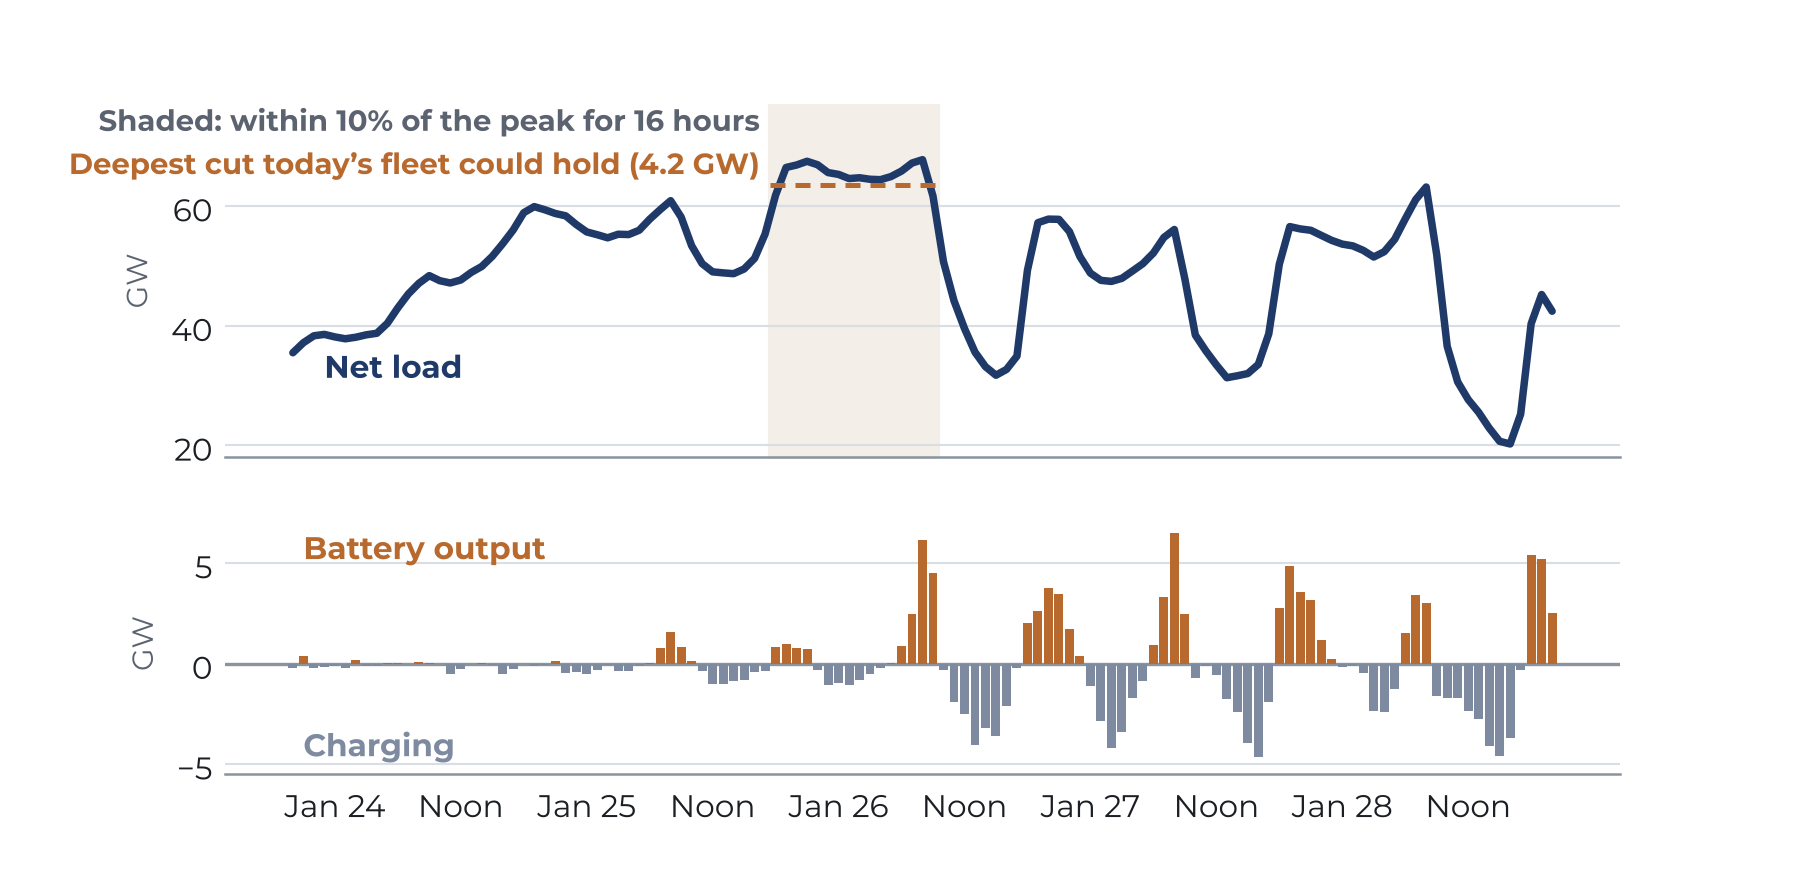 Shaded: within 10% of the peak for 16 hours
Deepest cut today’s fleet could hold (4.2 GW)
60
40
20
GW
Net load
Battery output
5
0
−5
GW
Charging
Jan 24 Noon Jan 25 Noon Jan 26 Noon Jan 27 Noon Jan 28 Noon